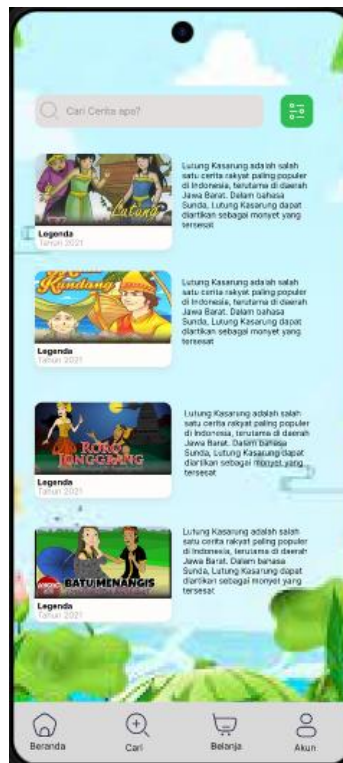 Cari Cerita apa?
Lutung
Legenda
Tahun 2021
Lutung Kasarung adalah salah
satu cerita rakyat paling populer
di Indonesia, terutama di daerah
Jawa Barat. Dalam bahasa
Sunda, Lutung Kasarung dapat
diartikan sebagai monyet yang
tersesat
Kundang
Legenda
Tahun 2021
Lutung Kasarung adalah salah
satu cerita rakyat paling populer
di Indonesia, terutama di daerah
Jawa Barat. Dalam bahasa
Sunda, Lutung Kasarung dapat
diartikan sebagai monyet yang
tersesat
RORO
JONGGRANG
Legenda
Tahun 2021
Lutung Kasarung adalah salah
satu cerita rakyat paling populer
di Indonesia, terutama di daerah
Jawa Barat. Dalam bahasa
Sunda, Lutung Kasarung dapat
diartikan sebagai monyet yang
tersesat
BATU MENANGIS
Legenda
Tahun 2021
Lutung Kasarung adalah salah
satu cerita rakyat paling populer
di Indonesia, terutama di daerah
Jawa Barat. Dalam bahasa
Sunda, Lutung Kasarung dapat
diartikan sebagai monyet yang
tersesat
Beranda
Cari
Belanja
Akun